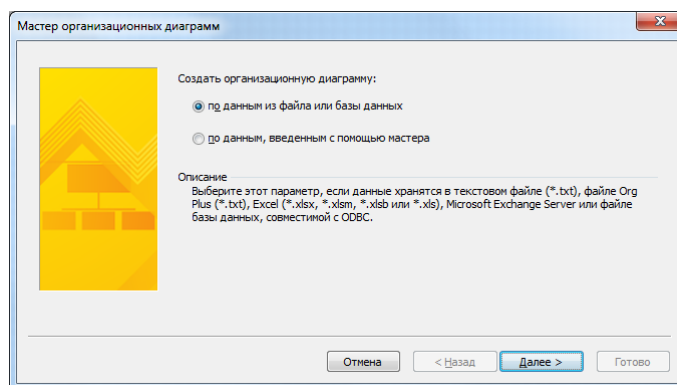 Мастер организационных диаграмм
Создать организационную диаграмму:
по данным из файла или базы данных
по данным, введенным с помощью мастера
Описание
Выберите этот параметр, если данные хранятся в текстовом файле (*.txt), файле Org
Plus (*.txt), Excel (*.xlsx, *.xlsm, *.xlsb или *.xls), Microsoft Exchange Server или файле
базы данных, совместимой с ODBC.
Отмена
< Назад
Далее >
Готово